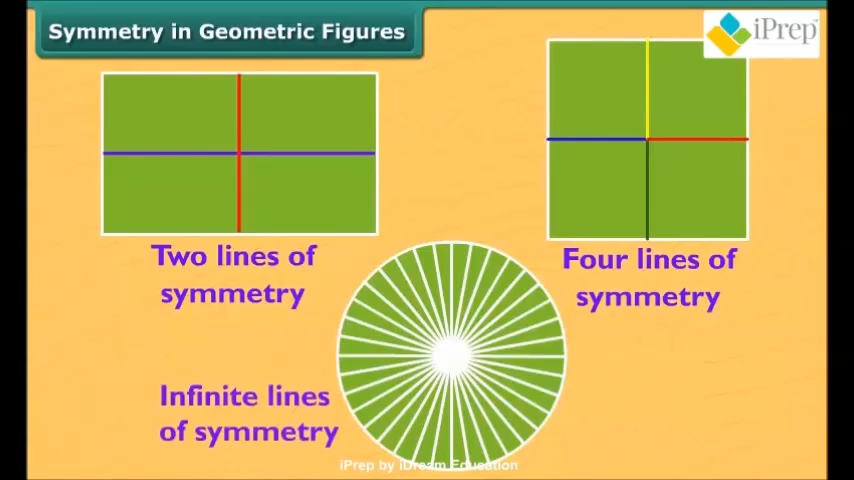 Symmetry in Geometric Figures
iPrep
Two lines of
symmetry
Four lines of
symmetry
Infinite lines
of symmetry
iPrep by iDream Education